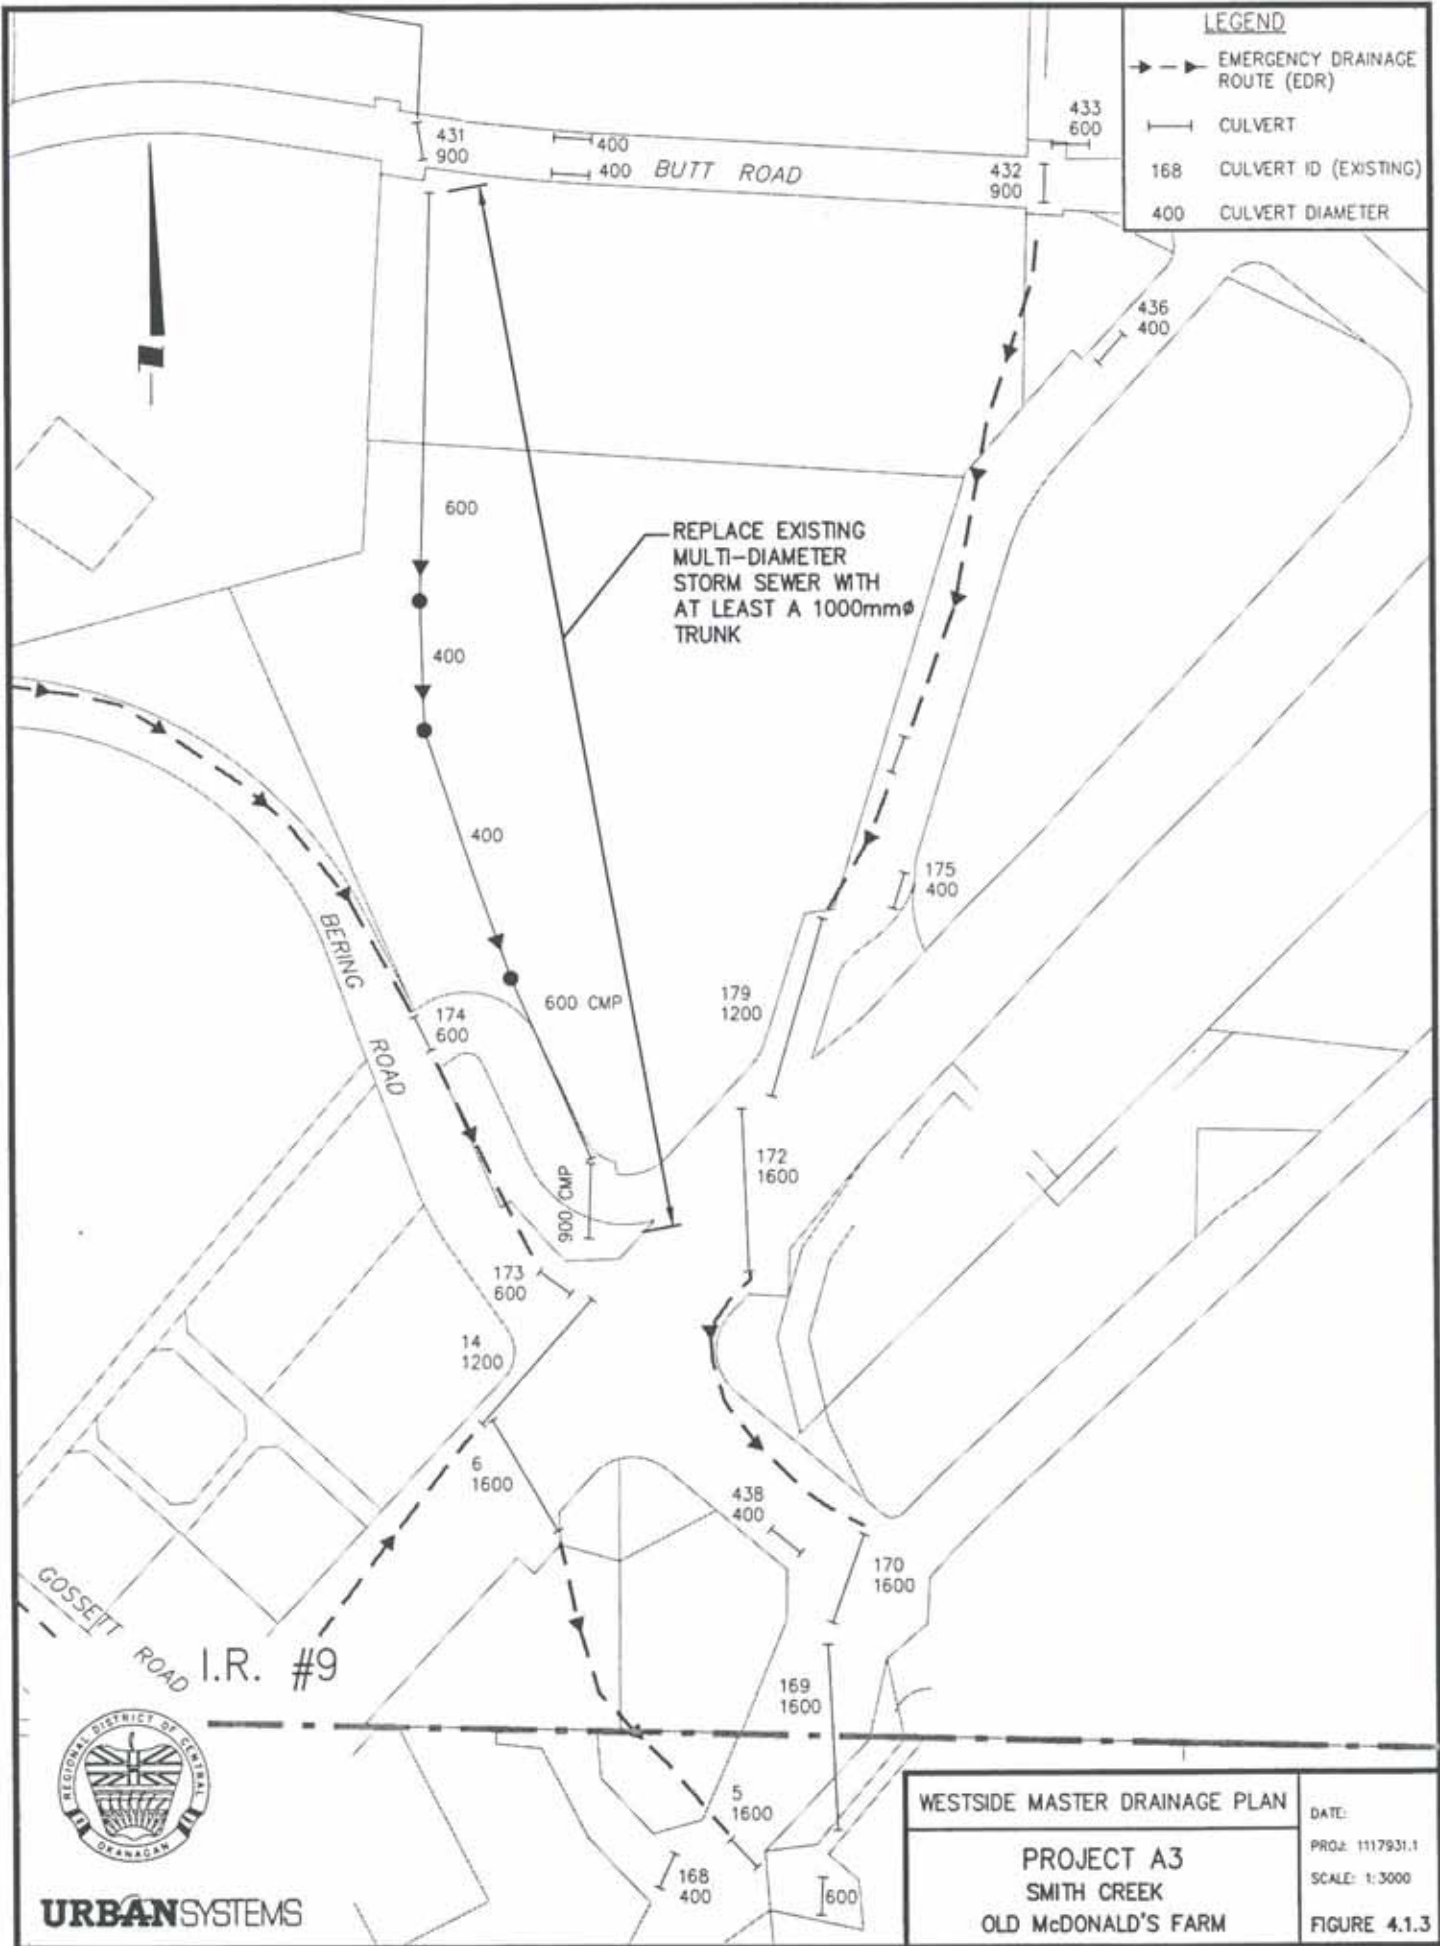 LEGEND
EMERGENCY DRAINAGE
ROUTE (EDR)
CULVERT
168 CULVERT ID (EXISTING)
400 CULVERT DIAMETER
433
600
431
900
400
400
BUTT ROAD
432
900
436
400
600
REPLACE EXISTING
MULTI-DIAMETER
STORM SEWER WITH
AT LEAST A 1000mmø
TRUNK
400
400
175
400
BERING
ROAD
174
600
600 CMP
179
1200
172
1600
900 CMP
173
600
14
1200
6
1600
438
400
170
1600
GOSSETT
ROAD
I.R. #9
169
1600
5
1600
168
400
600
REGIONAL DISTRICT OF CENTRAL
OKANAGAN
URBANSYSTEMS
WESTSIDE MASTER DRAINAGE PLAN
PROJECT A3
SMITH CREEK
OLD McDONALD'S FARM
DATE:
PROJ: 1117931.1
SCALE: 1:3000
FIGURE 4.1.3